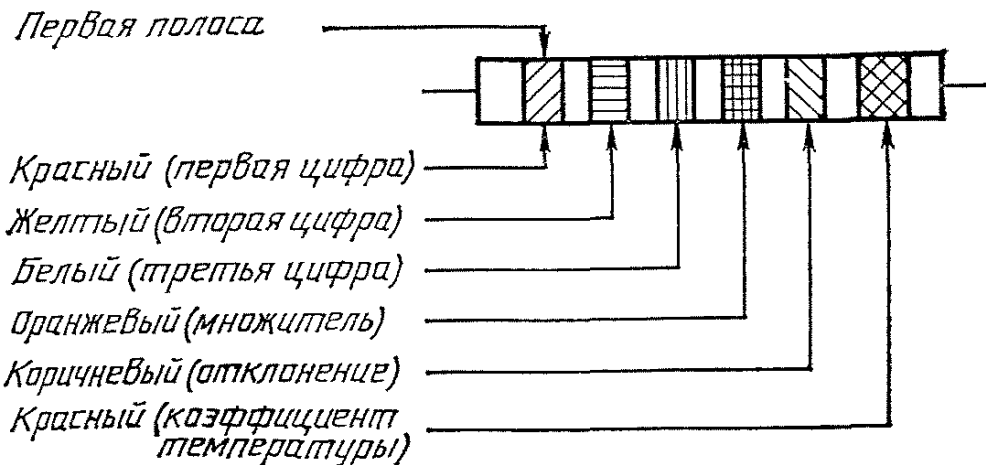 Первая полоса
Красный (первая цифра)
Желтый (вторая цифра)
Белый (третья цифра)
Оранжевый (множитель)
Коричневый (отклонение)
Красный (коэффициент
температуры)